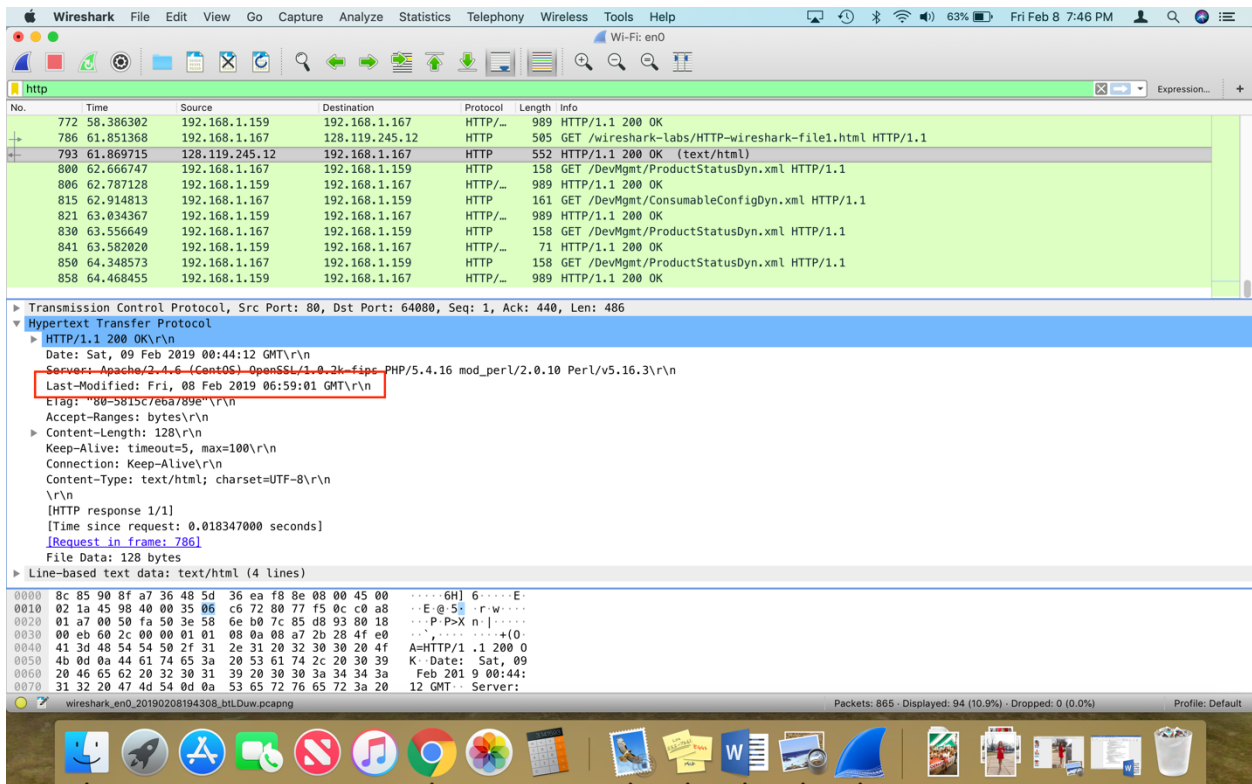 Wireshark File Edit View Go Capture Analyze Statistics Telephony Wireless Tools Help 63% Fri Feb 8 7:46 PM
Wi-Fi: en0
http Expression... +
No. Time Source Destination Protocol Length Info
772 58.386302 192.168.1.159 192.168.1.167 HTTP/… 989 HTTP/1.1 200 OK
786 61.851368 192.168.1.167 128.119.245.12 HTTP 505 GET /wireshark-labs/HTTP-wireshark-file1.html HTTP/1.1
793 61.869715 128.119.245.12 192.168.1.167 HTTP 552 HTTP/1.1 200 OK (text/html)
800 62.666747 192.168.1.167 192.168.1.159 HTTP 158 GET /DevMgmt/ProductStatusDyn.xml HTTP/1.1
806 62.787128 192.168.1.159 192.168.1.167 HTTP/… 989 HTTP/1.1 200 OK
815 62.914813 192.168.1.167 192.168.1.159 HTTP 161 GET /DevMgmt/ConsumableConfigDyn.xml HTTP/1.1
821 63.034367 192.168.1.159 192.168.1.167 HTTP/… 989 HTTP/1.1 200 OK
830 63.556649 192.168.1.167 192.168.1.159 HTTP 158 GET /DevMgmt/ProductStatusDyn.xml HTTP/1.1
841 63.582020 192.168.1.159 192.168.1.167 HTTP/… 71 HTTP/1.1 200 OK
850 64.348573 192.168.1.167 192.168.1.159 HTTP 158 GET /DevMgmt/ProductStatusDyn.xml HTTP/1.1
858 64.468455 192.168.1.159 192.168.1.167 HTTP/… 989 HTTP/1.1 200 OK
Transmission Control Protocol, Src Port: 80, Dst Port: 64080, Seq: 1, Ack: 440, Len: 486
Hypertext Transfer Protocol
HTTP/1.1 200 OK\r\n
Date: Sat, 09 Feb 2019 00:44:12 GMT\r\n
Server: Apache/2.4.6 (CentOS) OpenSSL/1.0.2k-fips PHP/5.4.16 mod_perl/2.0.10 Perl/v5.16.3\r\n
Last-Modified: Fri, 08 Feb 2019 06:59:01 GMT\r\n
ETag: "80-5815c7e6a789e"\r\n
Accept-Ranges: bytes\r\n
Content-Length: 128\r\n
Keep-Alive: timeout=5, max=100\r\n
Connection: Keep-Alive\r\n
Content-Type: text/html; charset=UTF-8\r\n
\r\n
[HTTP response 1/1]
[Time since request: 0.018347000 seconds]
[Request in frame: 786]
File Data: 128 bytes
Line-based text data: text/html (4 lines)
0000 8c 85 90 8f a7 36 48 5d 36 ea f8 8e 08 00 45 00 ·····6H] 6·····E·
0010 02 1a 45 98 40 00 35 06 c6 72 80 77 f5 0c c0 a8 ··E·@·5· ·r·w····
0020 01 a7 00 50 fa 50 3e 58 6e b0 7c 85 d8 93 80 18 ···P·P>X n·|·····
0030 00 eb 60 2c 00 00 01 01 08 0a 08 a7 2b 28 4f e0 ··`,···· ····+(O·
0040 41 3d 48 54 54 50 2f 31 2e 31 20 32 30 30 20 4f A=HTTP/1 .1 200 O
0050 4b 0d 0a 44 61 74 65 3a 20 53 61 74 2c 20 30 39 K··Date: Sat, 09
0060 20 46 65 62 20 32 30 31 39 20 30 30 3a 34 34 3a Feb 201 9 00:44:
0070 31 32 20 47 4d 54 0d 0a 53 65 72 76 65 72 3a 20 12 GMT·· Server:
wireshark_en0_20190208194308_btLDuw.pcapng Packets: 865 · Displayed: 94 (10.9%) · Dropped: 0 (0.0%) Profile: Default